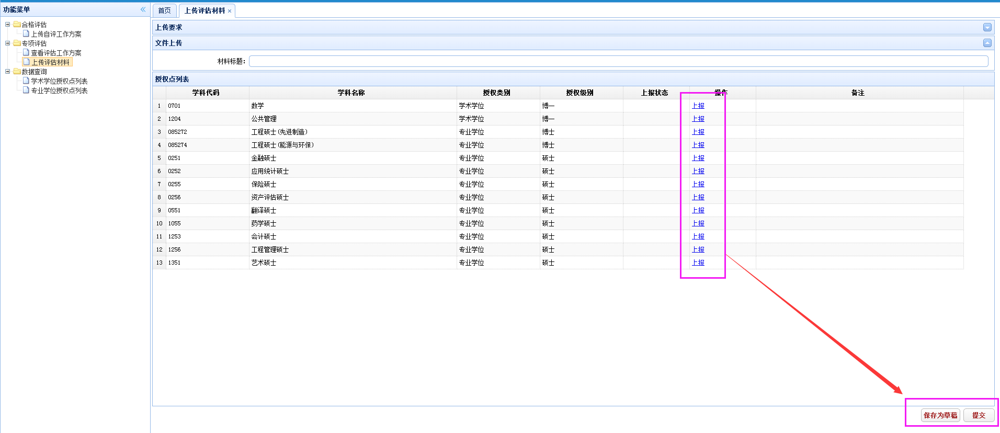 功能菜单
合格评估
上传自评工作方案
专项评估
查看评估工作方案
上传评估材料
数据查询
学术学位授权点列表
专业学位授权点列表
首页 上传评估材料 ×
上传要求
文件上传
材料标题：
授权点列表
学科代码 学科名称 授权类别 授权级别 上报状态 操作 备注
1 0701 数学 学术学位 博一 上报
2 1204 公共管理 学术学位 博一 上报
3 085272 工程硕士(先进制造) 专业学位 博士 上报
4 085274 工程硕士(能源与环保) 专业学位 博士 上报
5 0251 金融硕士 专业学位 硕士 上报
6 0252 应用统计硕士 专业学位 硕士 上报
7 0255 保险硕士 专业学位 硕士 上报
8 0256 资产评估硕士 专业学位 硕士 上报
9 0551 翻译硕士 专业学位 硕士 上报
10 1055 药学硕士 专业学位 硕士 上报
11 1253 会计硕士 专业学位 硕士 上报
12 1256 工程管理硕士 专业学位 硕士 上报
13 1351 艺术硕士 专业学位 硕士 上报
保存为草稿 提交